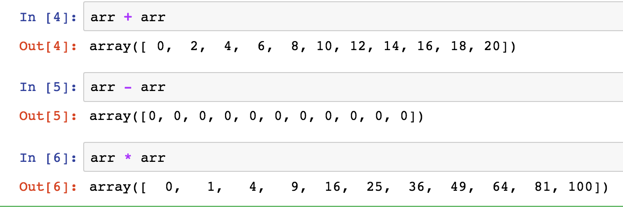 In [4]: arr + arr
Out[4]: array([ 0,  2,  4,  6,  8, 10, 12, 14, 16, 18, 20])
In [5]: arr - arr
Out[5]: array([0, 0, 0, 0, 0, 0, 0, 0, 0, 0, 0])
In [6]: arr * arr
Out[6]: array([  0,   1,   4,   9,  16,  25,  36,  49,  64,  81, 100])